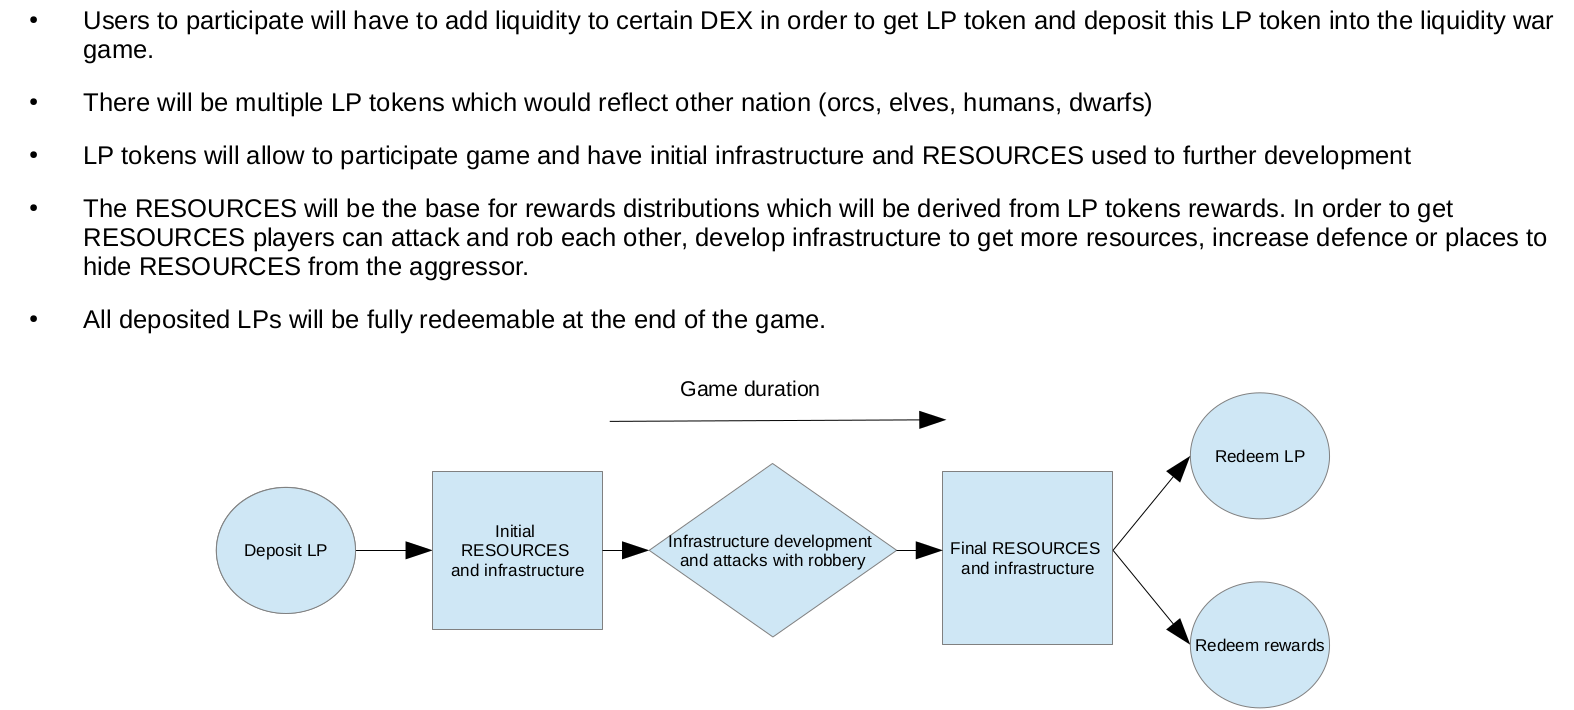 • Users to participate will have to add liquidity to certain DEX in order to get LP token and deposit this LP token into the liquidity war
game.
• There will be multiple LP tokens which would reflect other nation (orcs, elves, humans, dwarfs)
• LP tokens will allow to participate game and have initial infrastructure and RESOURCES used to further development
• The RESOURCES will be the base for rewards distributions which will be derived from LP tokens rewards. In order to get
RESOURCES players can attack and rob each other, develop infrastructure to get more resources, increase defence or places to
hide RESOURCES from the aggressor.
• All deposited LPs will be fully redeemable at the end of the game.
Game duration
Deposit LP
Initial
RESOURCES
and infrastructure
Infrastructure development
and attacks with robbery
Final RESOURCES
and infrastructure
Redeem LP
Redeem rewards